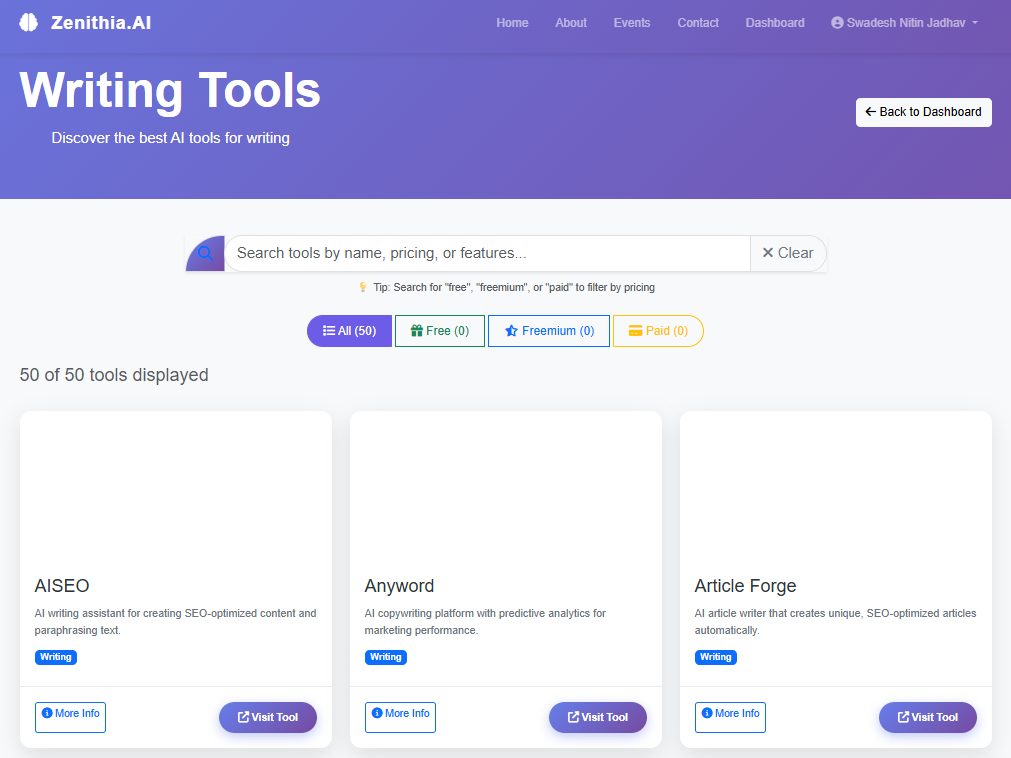 Zenithia.AI
Home About Events Contact Dashboard Swadesh Nitin Jadhav
Writing Tools
Discover the best AI tools for writing
Back to Dashboard
Search tools by name, pricing, or features...
Clear
Tip: Search for "free", "freemium", or "paid" to filter by pricing
All (50) Free (0) Freemium (0) Paid (0)
50 of 50 tools displayed
AISEO
AI writing assistant for creating SEO-optimized content and
paraphrasing text.
Writing
More Info Visit Tool
Anyword
AI copywriting platform with predictive analytics for
marketing performance.
Writing
More Info Visit Tool
Article Forge
AI article writer that creates unique, SEO-optimized articles
automatically.
Writing
More Info Visit Tool